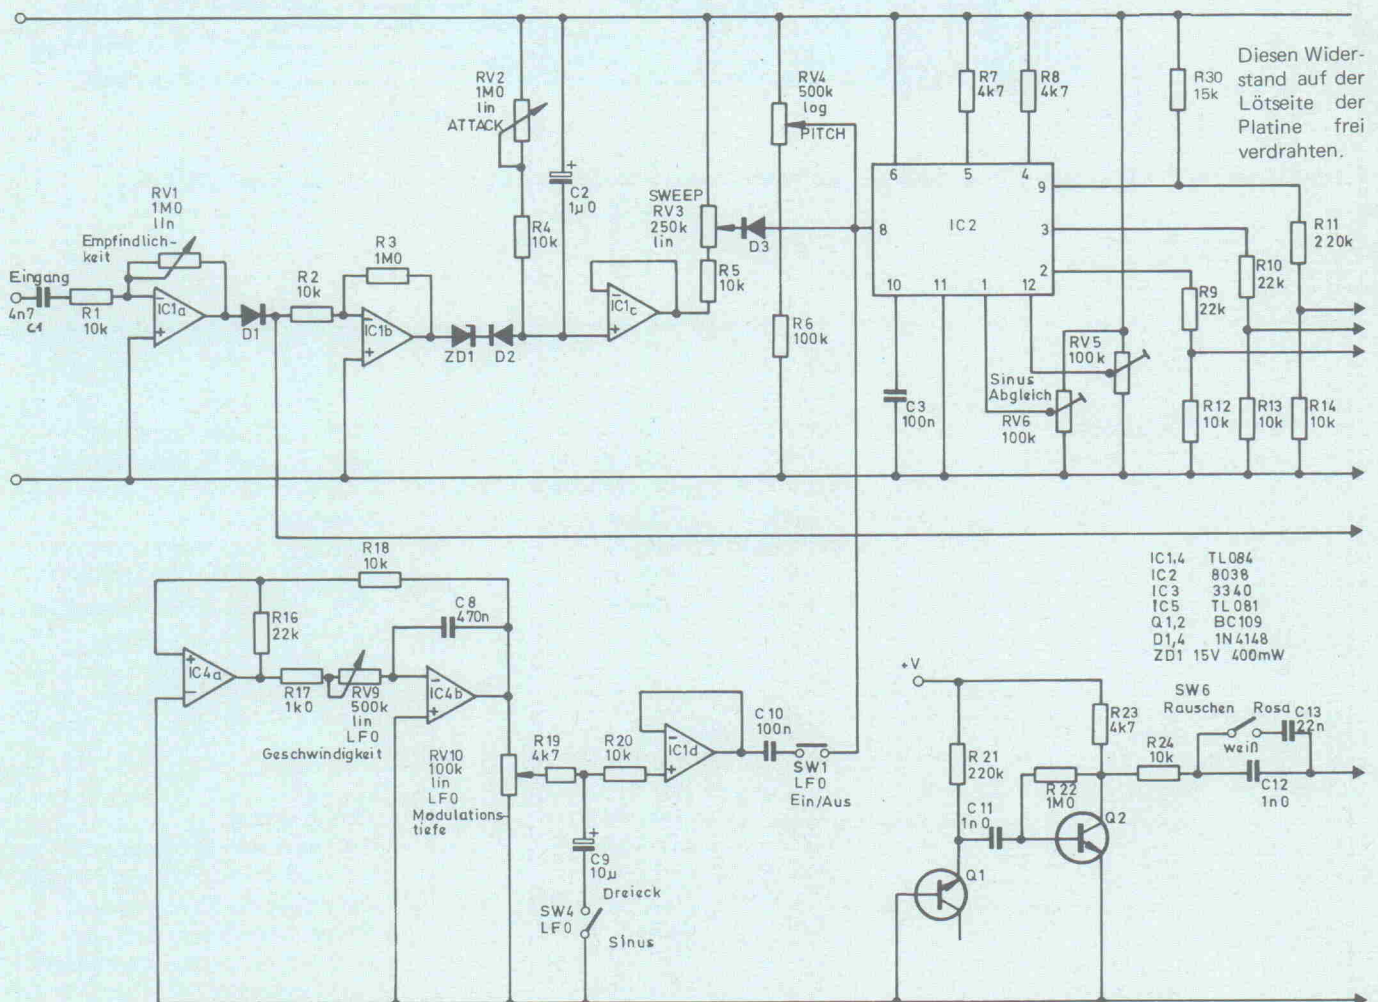 Diesen Wider-
stand auf der
Lötseite der
Platine frei
verdrahten.
RV2
1M0
lin
ATTACK
RV4
500k
log
PITCH
R7
4k7
R8
4k7
R30
15k
C2
1µ0
R4
10k
SWEEP
RV3
250k
lin
D3
R5
10k
R6
100k
6
5
4
9
8
IC2
3
2
10
11
1
12
R11
220k
R10
22k
R9
22k
RV1
1M0
lin
Empfindlich-
keit
Eingang
4n7
C1
R1
10k
IC1a
D1
R2
10k
R3
1M0
IC1b
ZD1
D2
IC1c
C3
100n
Sinus
Abgleich
RV5
100k
RV6
100k
R12
10k
R13
10k
R14
10k
R18
10k
C8
470n
R16
22k
IC4a
R17
1k0
RV9
500k
lin
LFO
Geschwindigkeit
IC4b
RV10
100k
lin
LFO
Modulations
tiefe
R19
4k7
R20
10k
IC1d
C10
100n
SW1
LFO
Ein/Aus
C9
10µ
Dreieck
SW4
LFO
Sinus
IC1,4 TL084
IC2 8038
IC3 3340
IC5 TL081
Q1,2 BC109
D1,4 1N4148
ZD1 15V 400mW
+V
R21
220k
C11
1n0
R22
1M0
R23
4k7
R24
10k
Q1
Q2
SW6
Rauschen
Rosa
weiß
C13
22n
C12
1n0